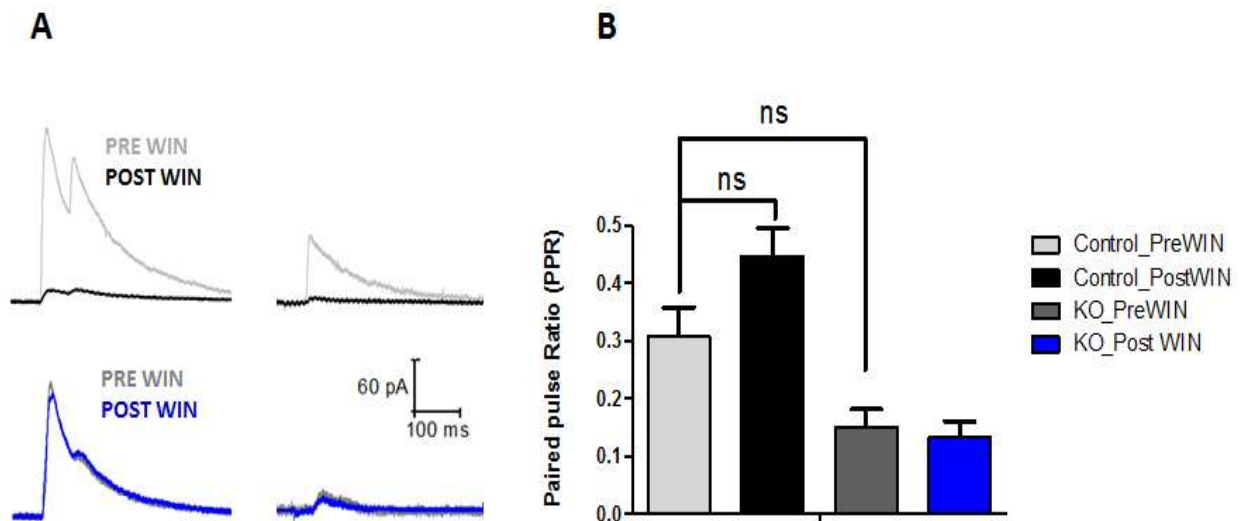 A
PRE WIN
POST WIN
PRE WIN
POST WIN
60 pA
100 ms
B
ns
ns
Paired pulse Ratio (PPR)
0.5
0.4
0.3
0.2
0.1
0.0
Control_PreWIN
Control_PostWIN
KO_PreWIN
KO_Post WIN